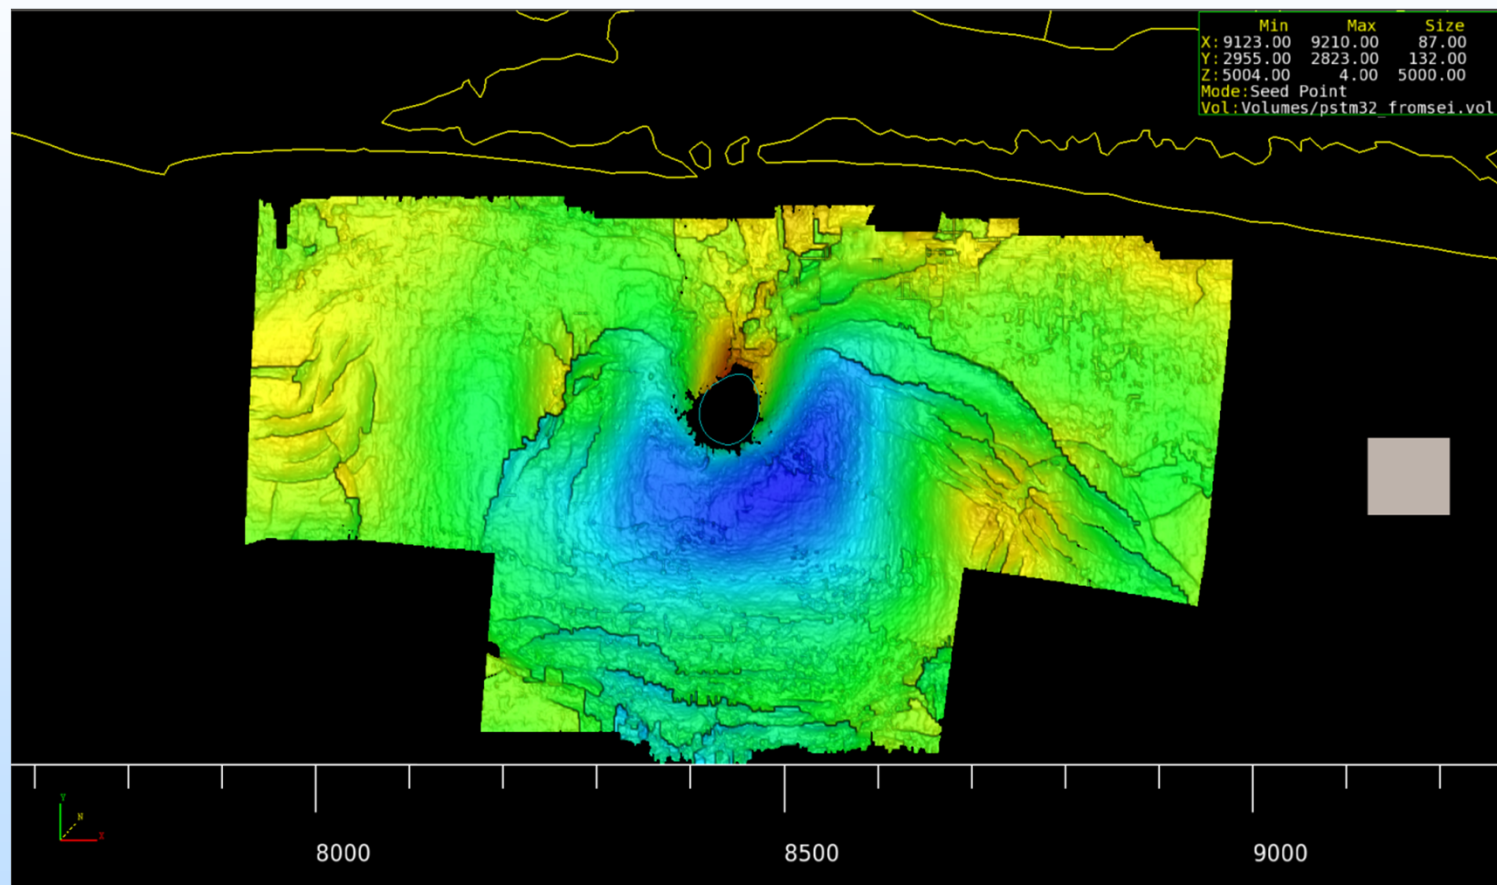 Min Max Size
X: 9123.00 9210.00 87.00
Y: 2955.00 2823.00 132.00
Z: 5004.00 4.00 5000.00
Mode: Seed Point
Vol: Volumes/pstm32_fromsei.vol
Y
N
X
8000 8500 9000